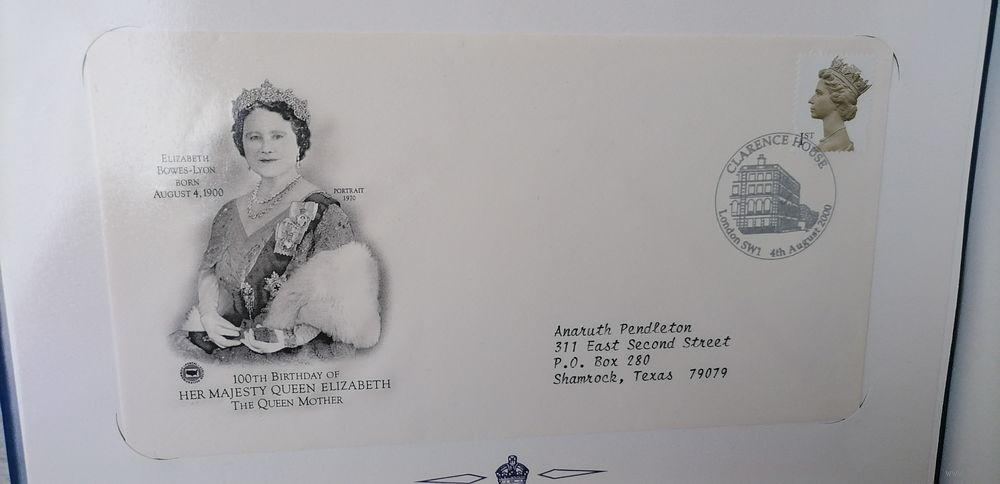 ELIZABETH
BOWES-LYON
BORN
AUGUST 4, 1900
PORTRAIT
1970
100TH BIRTHDAY OF
HER MAJESTY QUEEN ELIZABETH
THE QUEEN MOTHER
1ST
CLARENCE HOUSE
London SW1 4th August 2000
Anaruth Pendleton
311 East Second Street
P.O. Box 280
Shamrock, Texas 79079